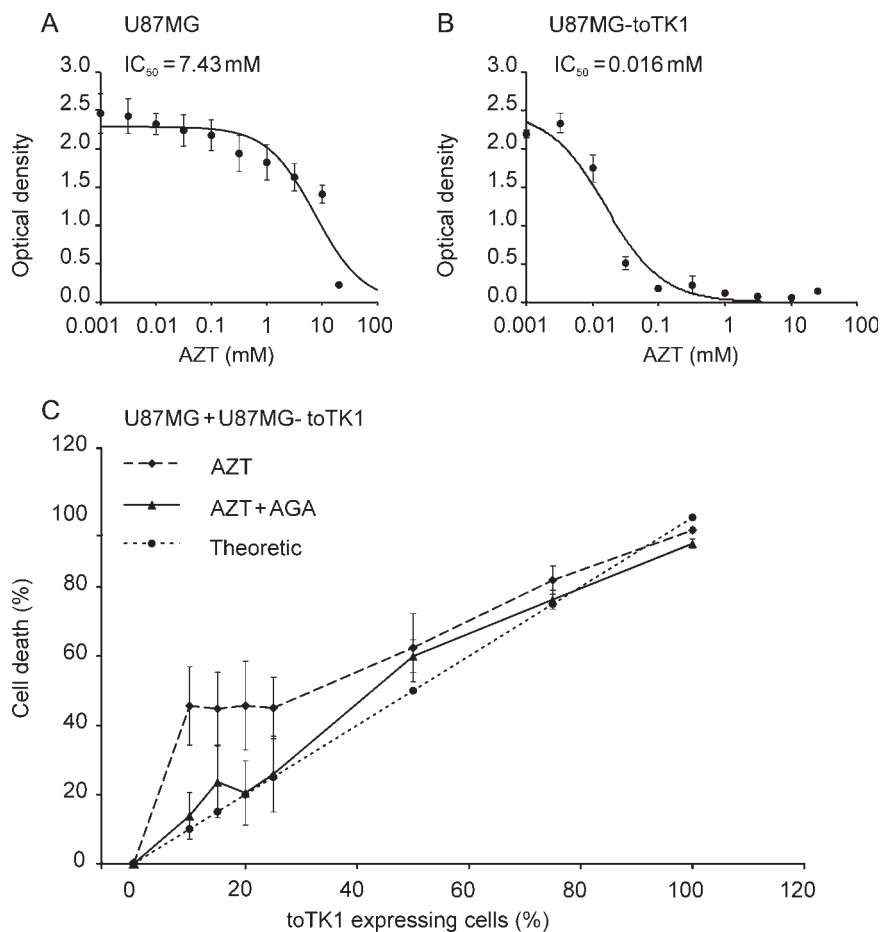 A U87MG
IC50 = 7.43 mM
3.0
2.5
2.0
1.5
1.0
0.5
0.0
Optical density
0.001 0.01 0.1 1 10 100
AZT (mM)
B U87MG-toTK1
IC50 = 0.016 mM
3.0
2.5
2.0
1.5
1.0
0.5
0.0
Optical density
0.001 0.01 0.1 1 10 100
AZT (mM)
C U87MG + U87MG- toTK1
AZT
AZT + AGA
Theoretic
120
100
80
60
40
20
0
Cell death (%)
0 20 40 60 80 100 120
toTK1 expressing cells (%)